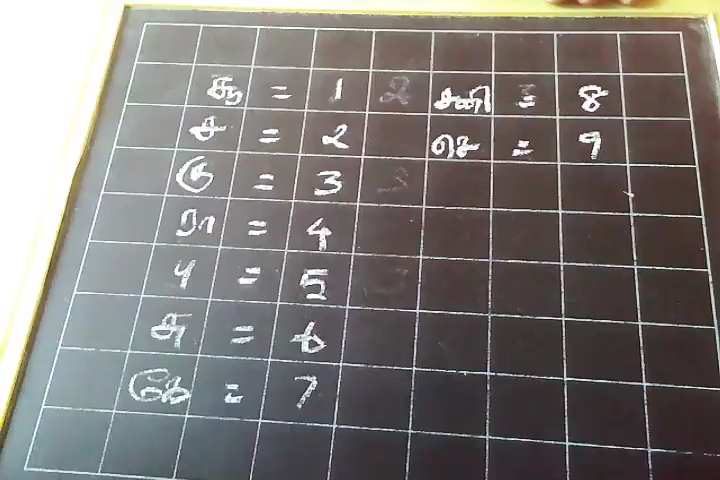 சூ = 1
ச = 2
கு = 3
ரா = 4
பு = 5
சு = 6
கே = 7
சனி = 8
செ = 9